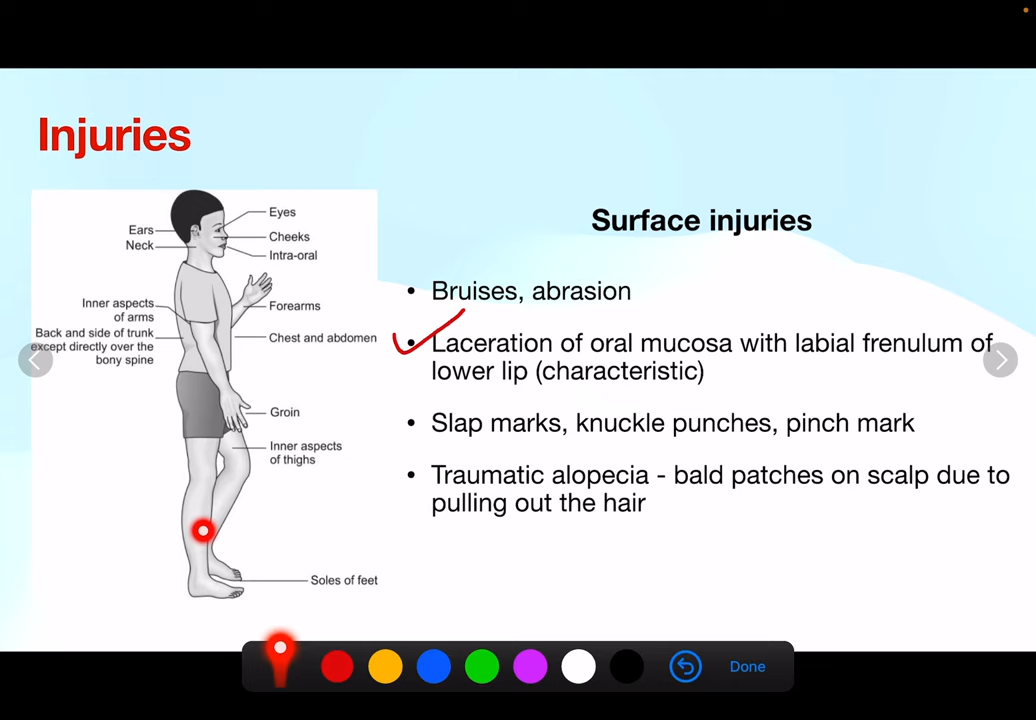 Injuries
Eyes
Ears
Cheeks
Neck
Intra-oral
Inner aspects
of arms
Forearms
Back and side of trunk
except directly over the
bony spine
Chest and abdomen
Groin
Inner aspects
of thighs
Soles of feet
Surface injuries
• Bruises, abrasion
• Laceration of oral mucosa with labial frenulum of
lower lip (characteristic)
• Slap marks, knuckle punches, pinch mark
• Traumatic alopecia - bald patches on scalp due to
pulling out the hair
Done